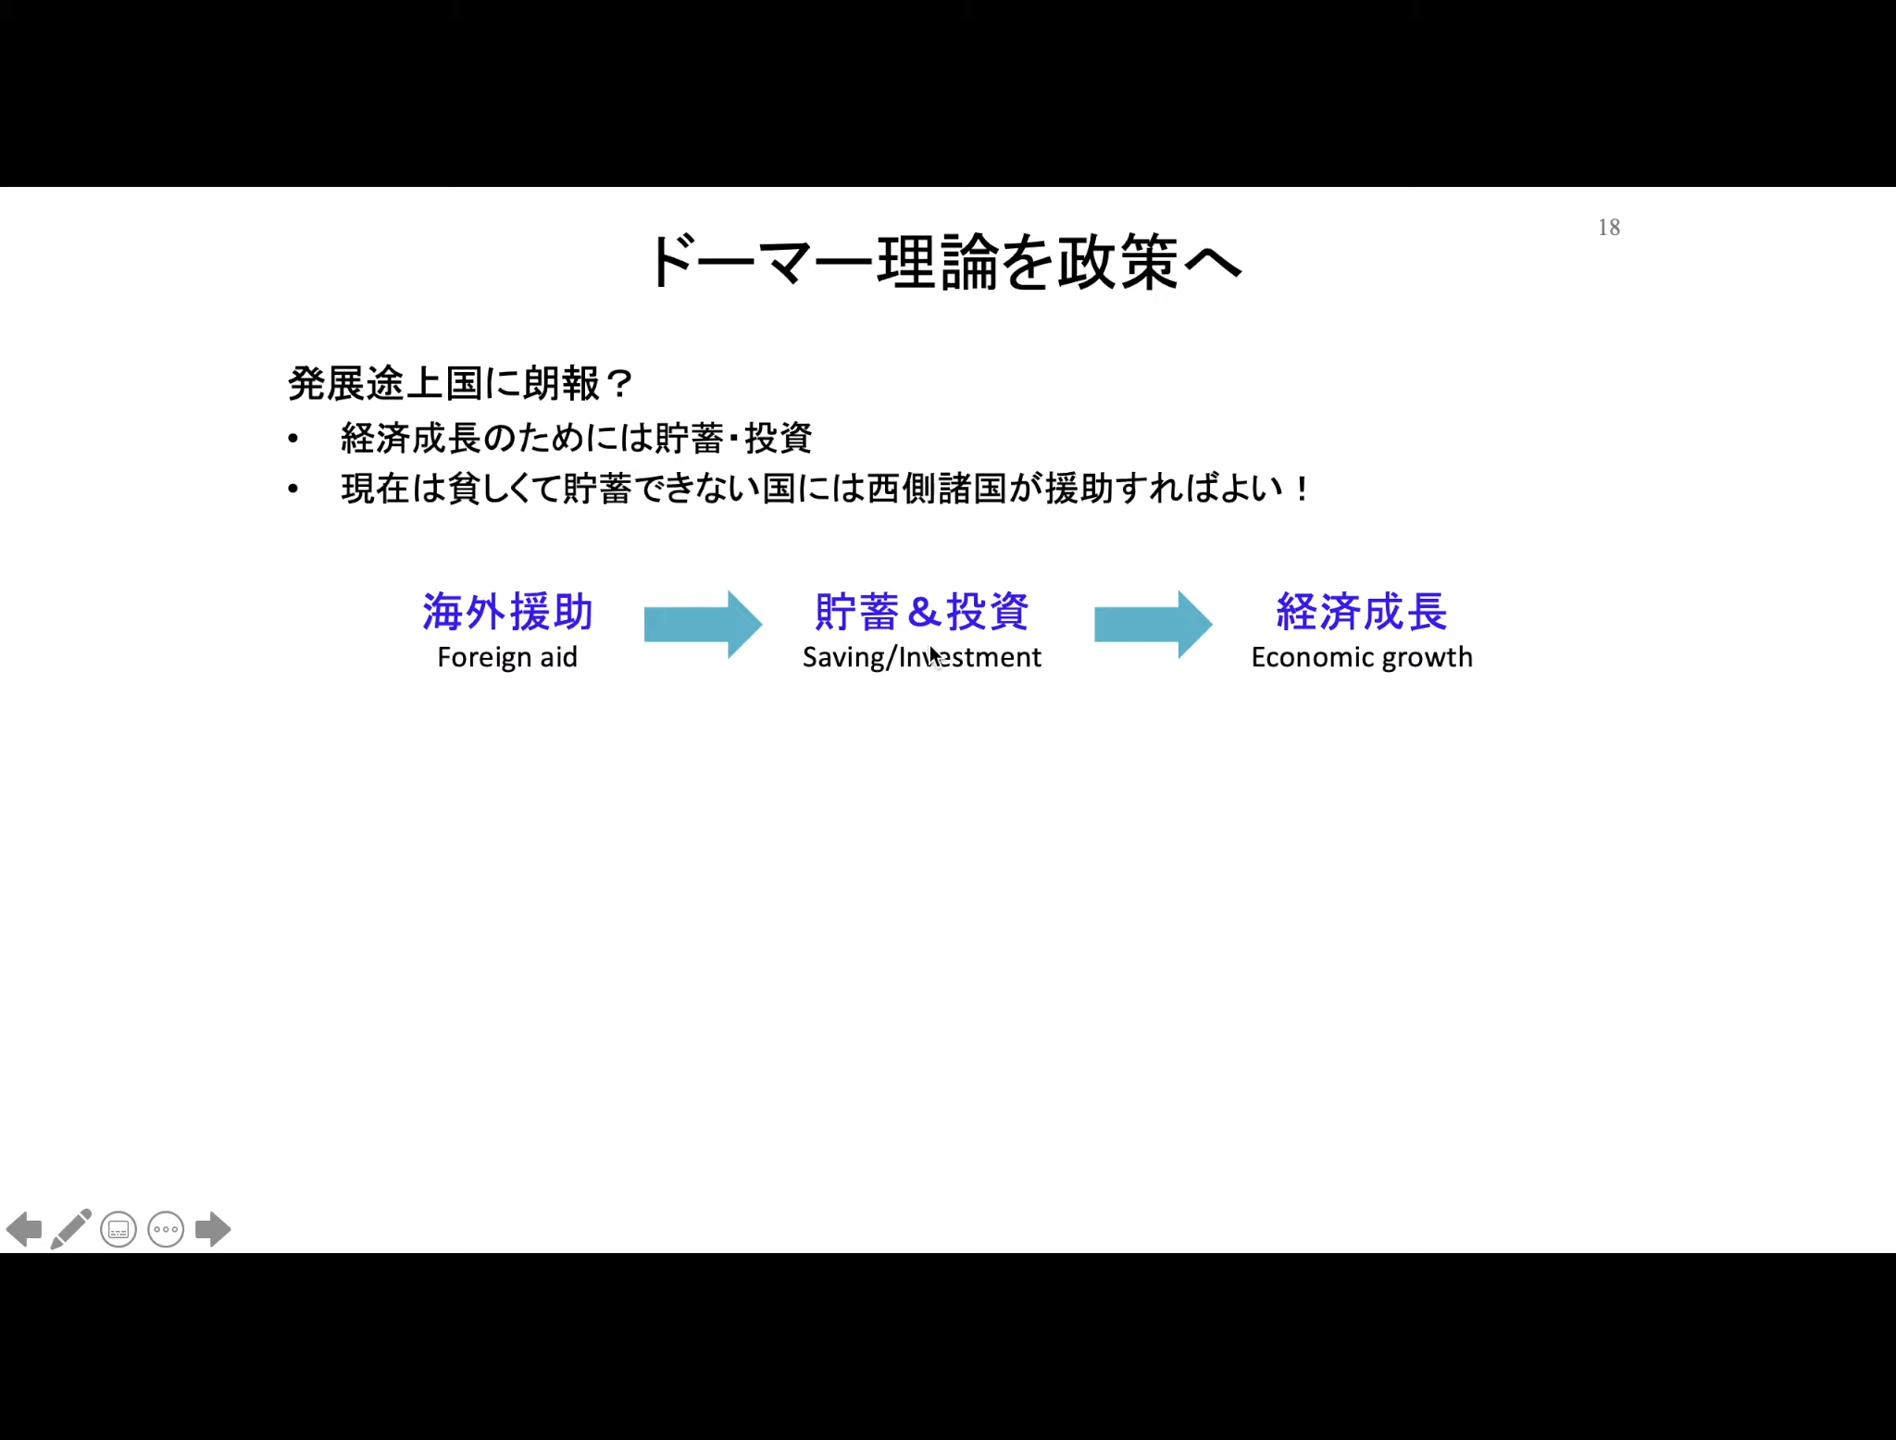 18
ドーマー理論を政策へ
発展途上国に朗報？
• 経済成長のためには貯蓄・投資
• 現在は貧しくて貯蓄できない国には西側諸国が援助すればよい！
海外援助 貯蓄＆投資 経済成長
Foreign aid Saving/Investment Economic growth